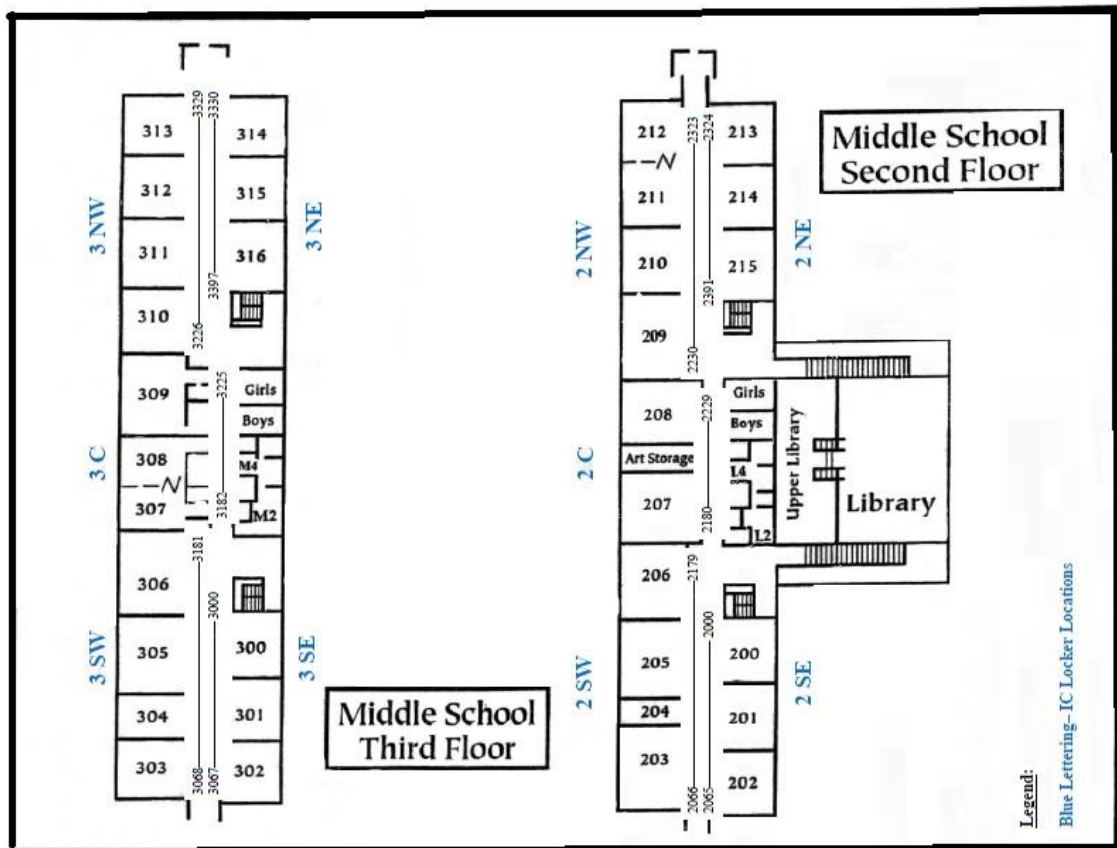 3329
3330
313
314
312
315
3 NW
3 NE
311
316
3397
310
3226
3225
309
Girls
Boys
308
M4
3 C
N
307
3182
M2
3181
306
3000
300
3 SW
305
3 SE
301
304
303
3068
3067
302
Middle School
Third Floor
2323
2324
212
213
N
211
214
2 NW
2 NE
210
215
2391
209
2230
2229
208
Girls
Boys
Art Storage
L4
2 C
207
2180
L2
Upper Library
Library
206
2179
2000
200
205
2 SW
2 SE
204
201
203
2066
2065
202
Middle School
Second Floor
Legend:
Blue Lettering- IC Locker Locations